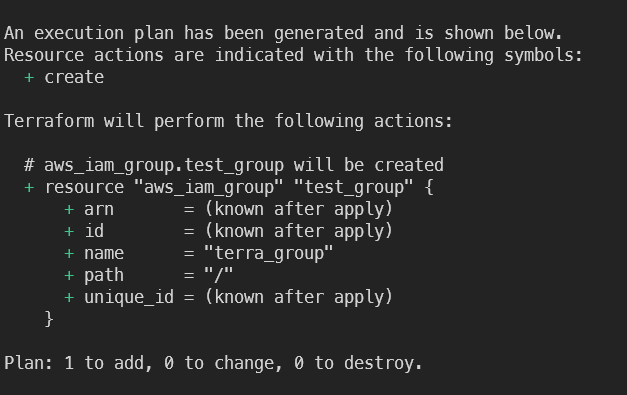 An execution plan has been generated and is shown below.
Resource actions are indicated with the following symbols:
  + create

Terraform will perform the following actions:

  # aws_iam_group.test_group will be created
  + resource "aws_iam_group" "test_group" {
      + arn       = (known after apply)
      + id        = (known after apply)
      + name      = "terra_group"
      + path      = "/"
      + unique_id = (known after apply)
    }

Plan: 1 to add, 0 to change, 0 to destroy.